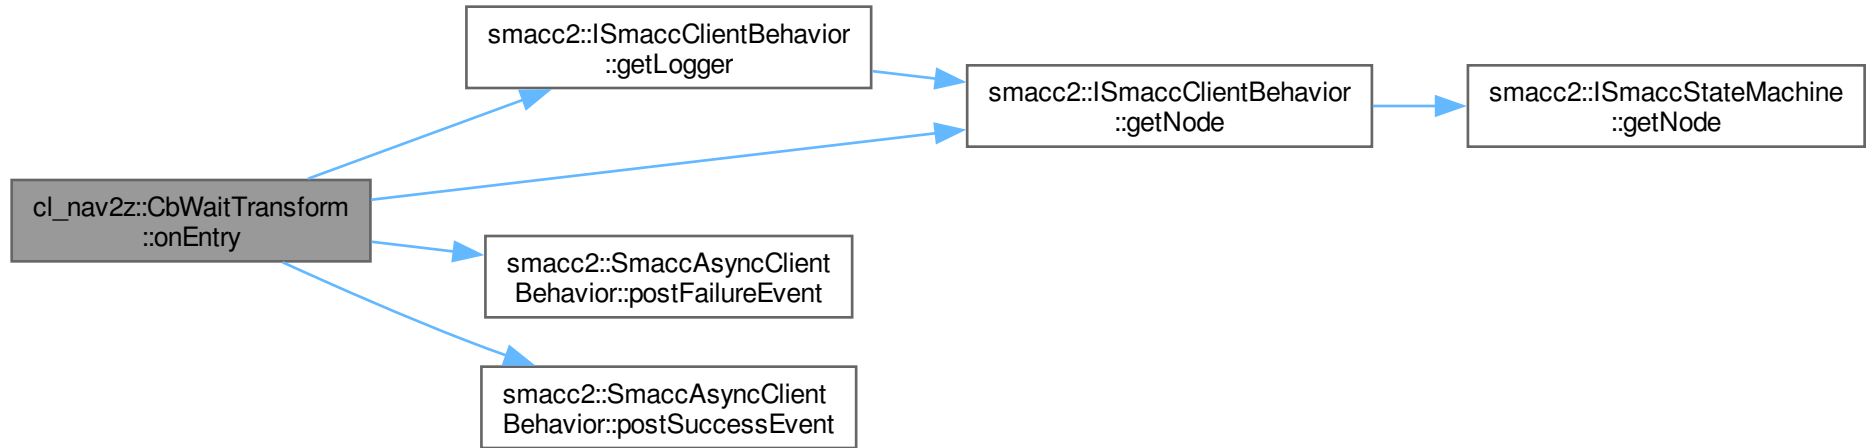 smacc2::ISmaccClientBehavior
::getLogger
smacc2::ISmaccClientBehavior
::getNode
smacc2::ISmaccStateMachine
::getNode
cl_nav2z::CbWaitTransform
::onEntry
smacc2::SmaccAsyncClient
Behavior::postFailureEvent
smacc2::SmaccAsyncClient
Behavior::postSuccessEvent